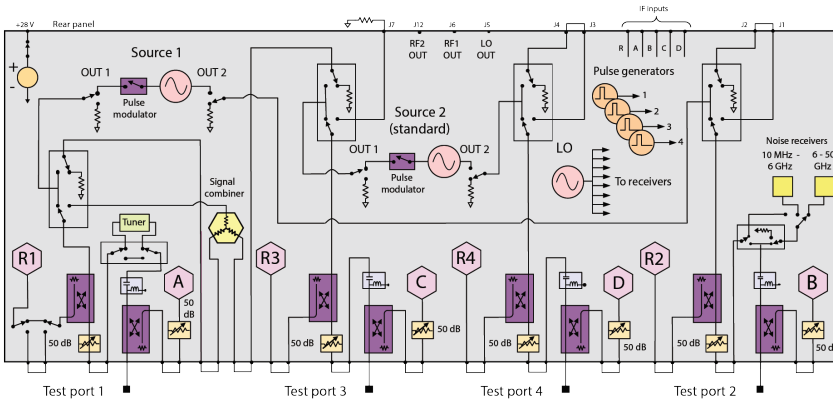 IF inputs
+28 V
Rear panel
J7
J12
J6
J5
J4
J3
J2
J1
RF2
OUT
RF1
OUT
LO
OUT
R
A
B
C
D
+
-
Source 1
OUT 1
OUT 2
Pulse
modulator
Source 2
(standard)
OUT 1
OUT 2
Pulse
modulator
Pulse generators
1
2
3
4
LO
To receivers
Noise receivers
10 MHz -
6 GHz
6 - 50
GHz
Signal
combiner
Tuner
R1
A
R3
C
R4
D
R2
B
50
dB
50 dB
50 dB
50 dB
50 dB
50 dB
50 dB
50 d
Test port 1
Test port 3
Test port 4
Test port 2